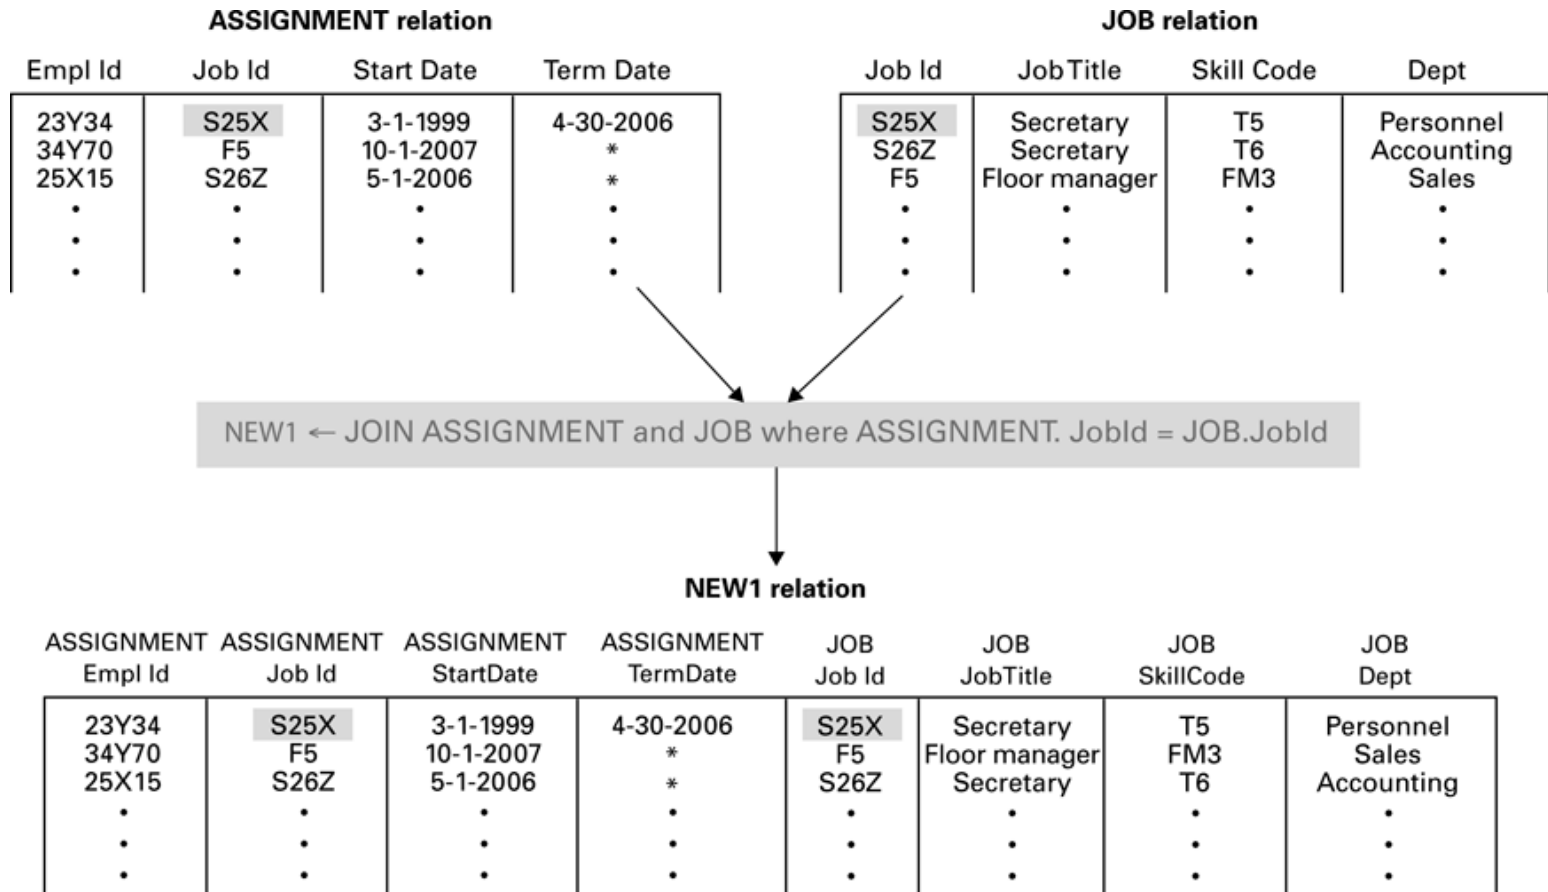 ASSIGNMENT relation
Empl Id Job Id Start Date Term Date
23Y34 S25X 3-1-1999 4-30-2006
34Y70 F5 10-1-2007 *
25X15 S26Z 5-1-2006 *
JOB relation
Job Id Job Title Skill Code Dept
S25X Secretary T5 Personnel
S26Z Secretary T6 Accounting
F5 Floor manager FM3 Sales
NEW1 ← JOIN ASSIGNMENT and JOB where ASSIGNMENT. JobId = JOB.JobId
NEW1 relation
ASSIGNMENT ASSIGNMENT ASSIGNMENT ASSIGNMENT JOB JOB JOB JOB
Empl Id Job Id StartDate TermDate Job Id JobTitle SkillCode Dept
23Y34 S25X 3-1-1999 4-30-2006 S25X Secretary T5 Personnel
34Y70 F5 10-1-2007 * F5 Floor manager FM3 Sales
25X15 S26Z 5-1-2006 * S26Z Secretary T6 Accounting